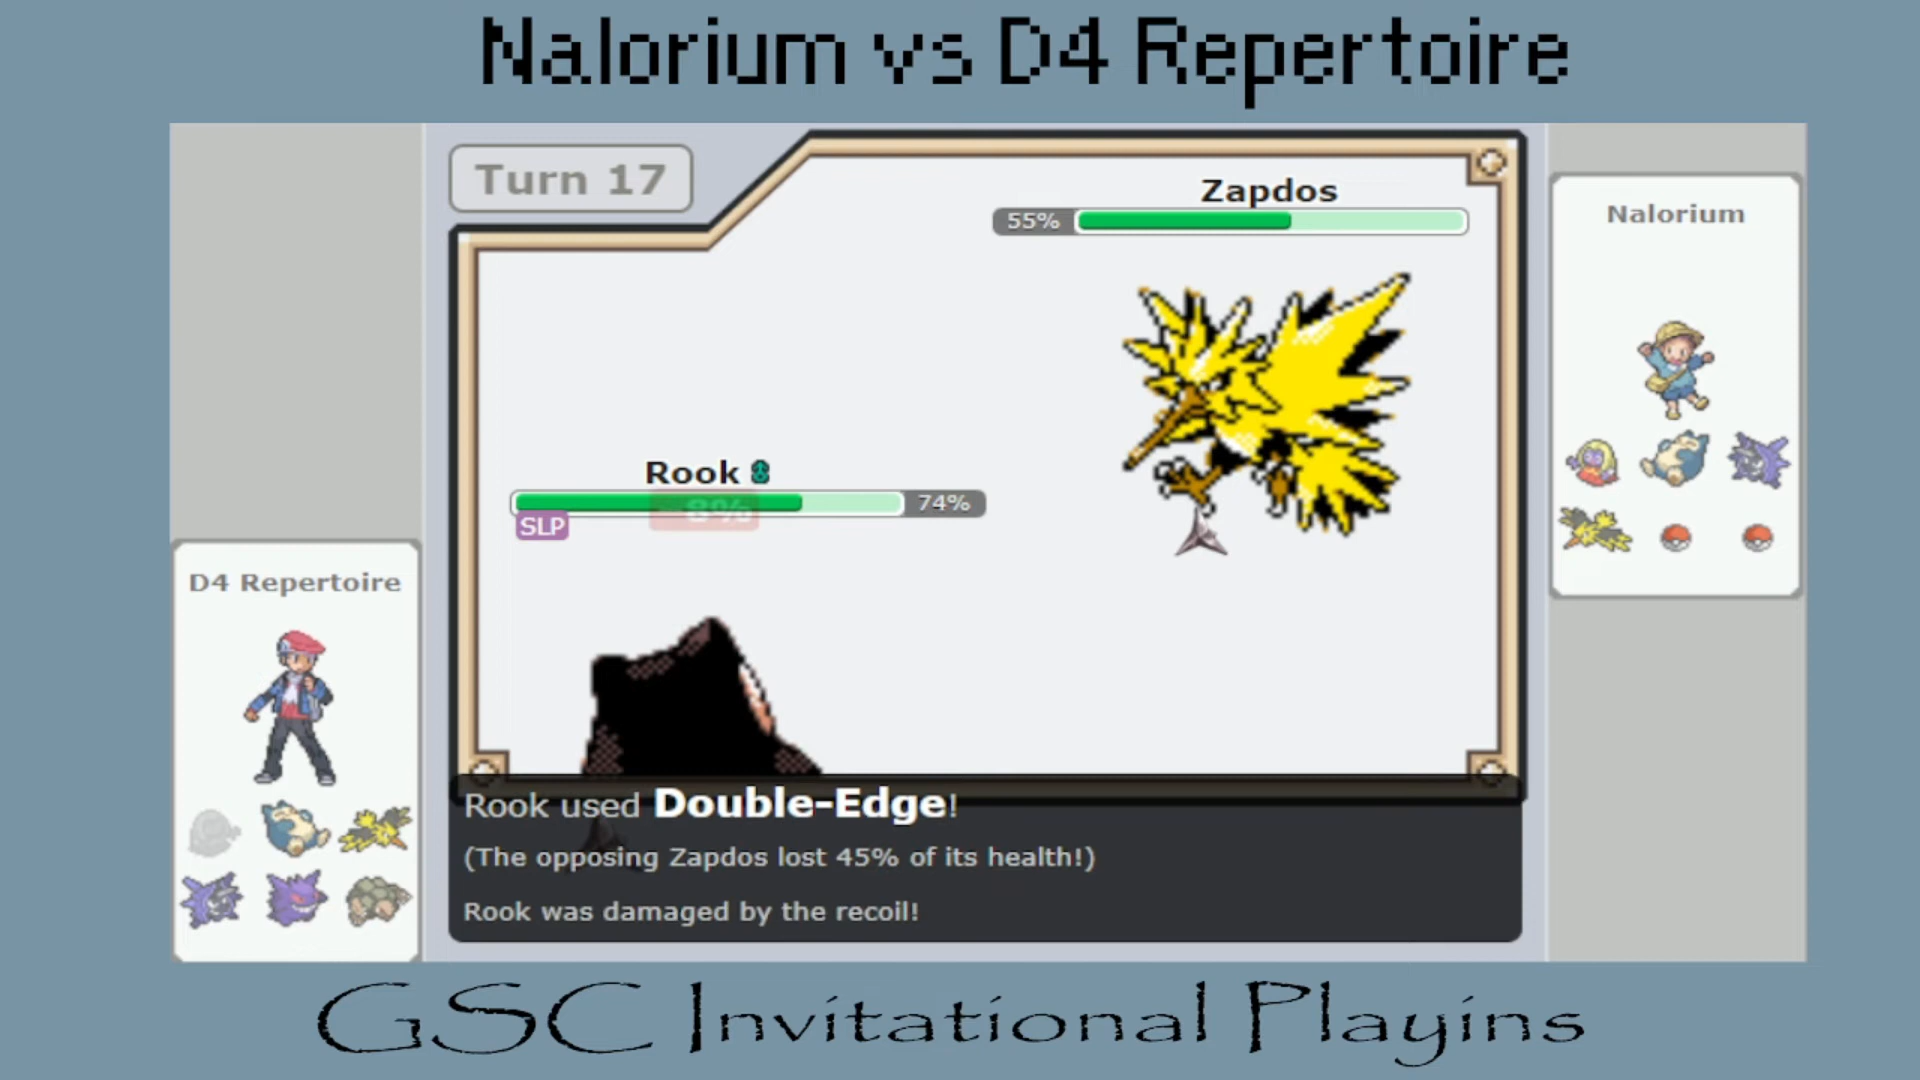 Nalorium vs D4 Repertoire
Turn 17
Zapdos
55%
Nalorium
Rook
74%
8%
SLP
D4 Repertoire
Rook used Double-Edge!
(The opposing Zapdos lost 45% of its health!)
Rook was damaged by the recoil!
GSC Invitational Playins